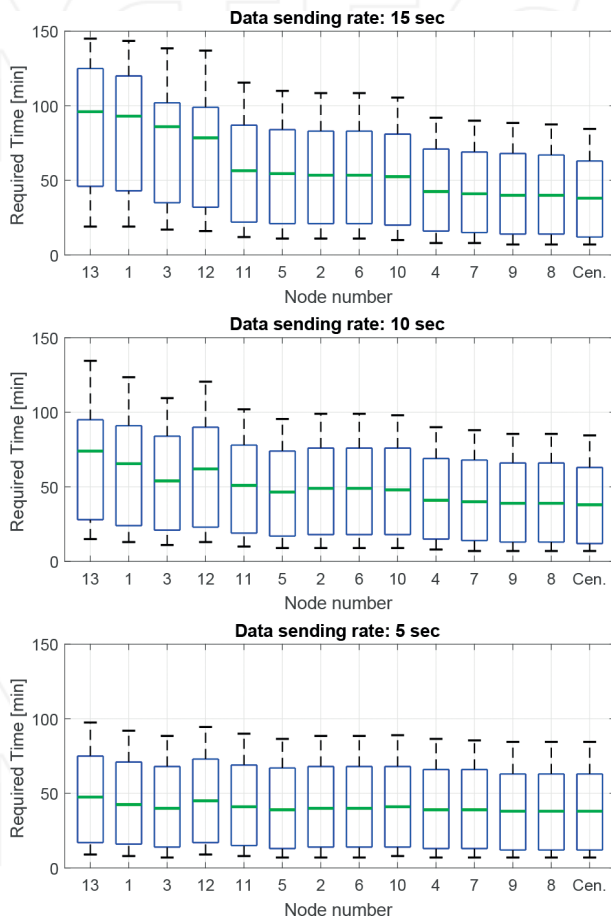 Data sending rate: 15 sec
150
100
50
0
Required Time [min]
13 1 3 12 11 5 2 6 10 4 7 9 8 Cen.
Node number
Data sending rate: 10 sec
150
100
50
0
Required Time [min]
13 1 3 12 11 5 2 6 10 4 7 9 8 Cen.
Node number
Data sending rate: 5 sec
150
100
50
0
Required Time [min]
13 1 3 12 11 5 2 6 10 4 7 9 8 Cen.
Node number